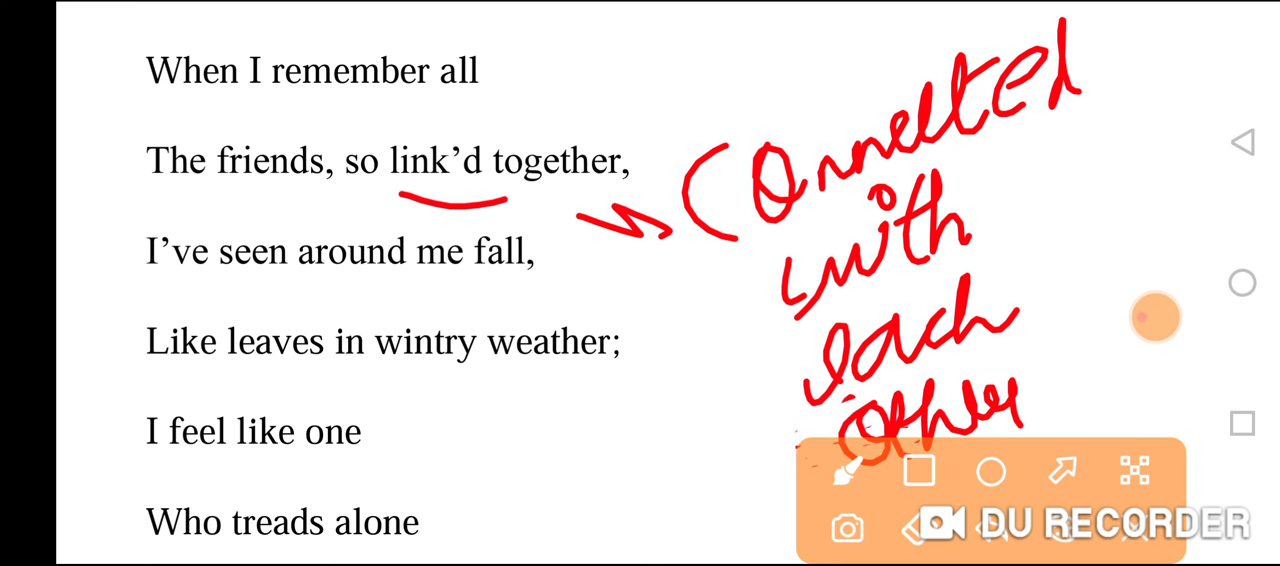 When I remember all
The friends, so link’d together,
I’ve seen around me fall,
Like leaves in wintry weather;
I feel like one
Who treads alone
Connected
with
each
other
DU RECORDER